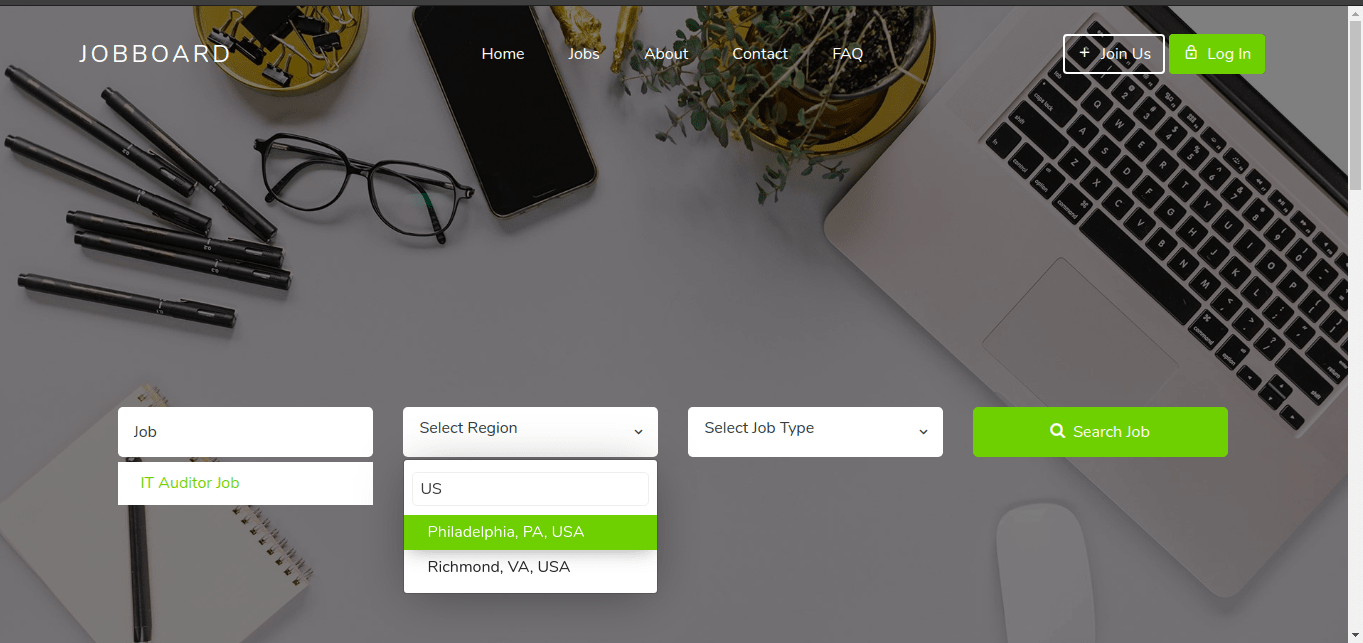 JOBBOARD
Home Jobs About Contact FAQ
+ Join Us Log In
Job Select Region Select Job Type Search Job
IT Auditor Job
US
Philadelphia, PA, USA
Richmond, VA, USA